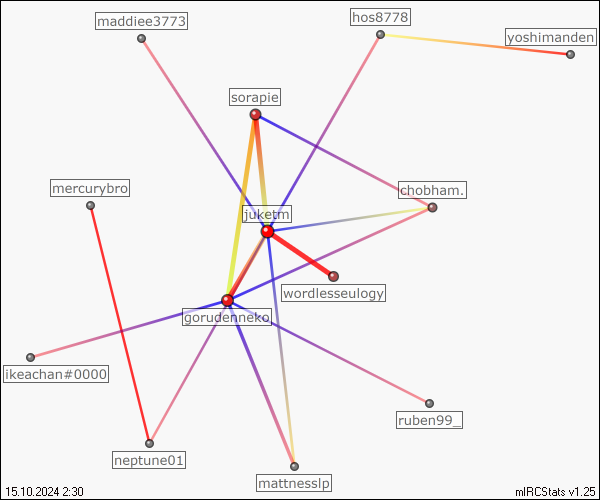 maddiee3773
hos8778
yoshimanden
sorapie
mercurybro
chobham.
juketm
wordlesseulogy
gorudenneko
ikeachan#0000
ruben99_
neptune01
mattnesslp
15.10.2024 2:30
mIRCStats v1.25